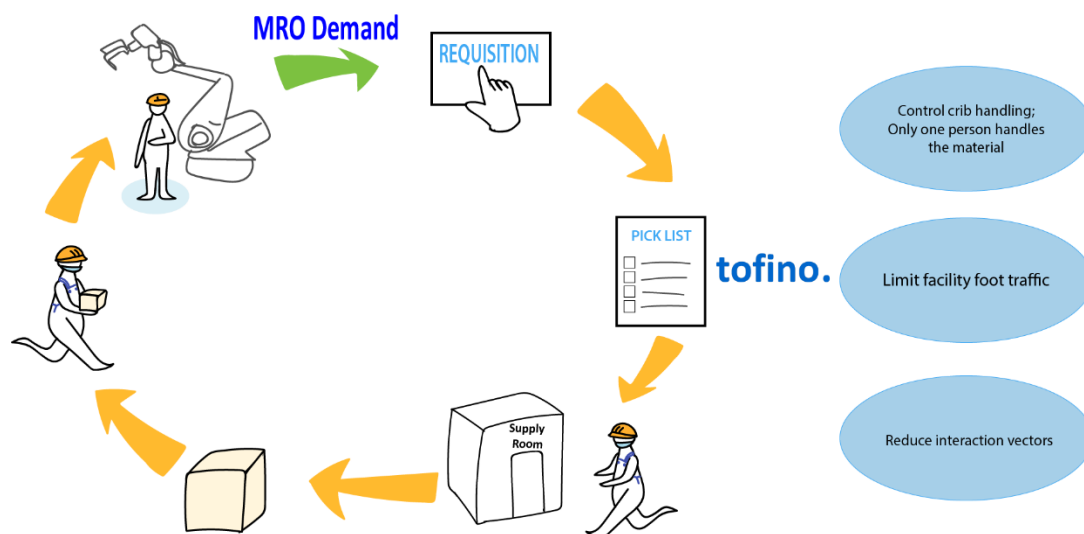 MRO Demand
REQUISITION
PICK LIST
tofino.
Supply
Room
Control crib handling;
Only one person handles
the material
Limit facility foot traffic
Reduce interaction vectors